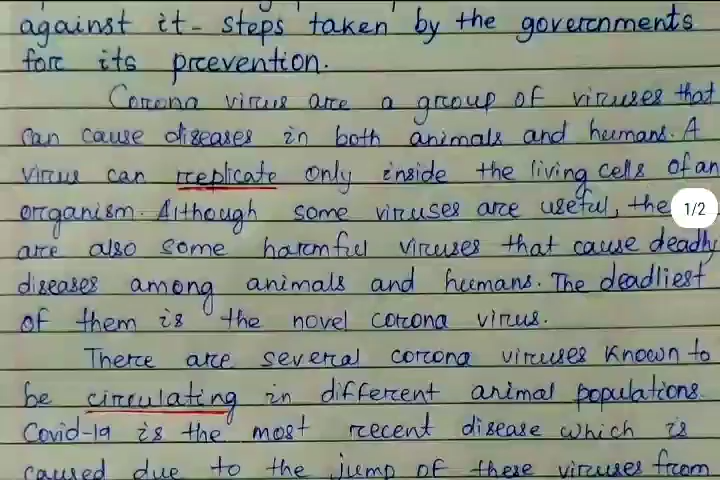 against it - steps taken by the governments
for its prevention.
Corona virus are a group of viruses that
can cause diseases in both animals and humans. A
virus can replicate only inside the living cells of an
organism. Although some viruses are useful, the
1/2
are also some harmful viruses that cause deadly
diseases among animals and humans. The deadliest
of them is the novel corona virus.
There are several corona viruses known to
be circulating in different animal populations.
Covid-19 is the most recent disease which is
caused due to the jump of these viruses from